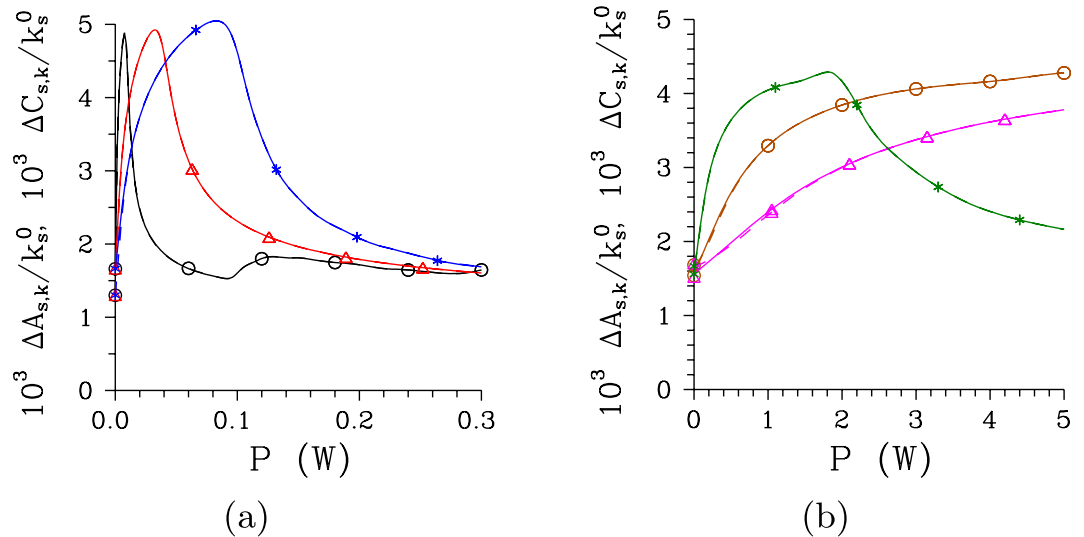 10³ ΔA_{s,k}/k_s^0, 10³ ΔC_{s,k}/k_s^0
5
4
3
2
1
0
0.0 0.1 0.2 0.3
P (W)
(a)
10³ ΔA_{s,k}/k_s^0, 10³ ΔC_{s,k}/k_s^0
5
4
3
2
1
0
0 1 2 3 4 5
P (W)
(b)